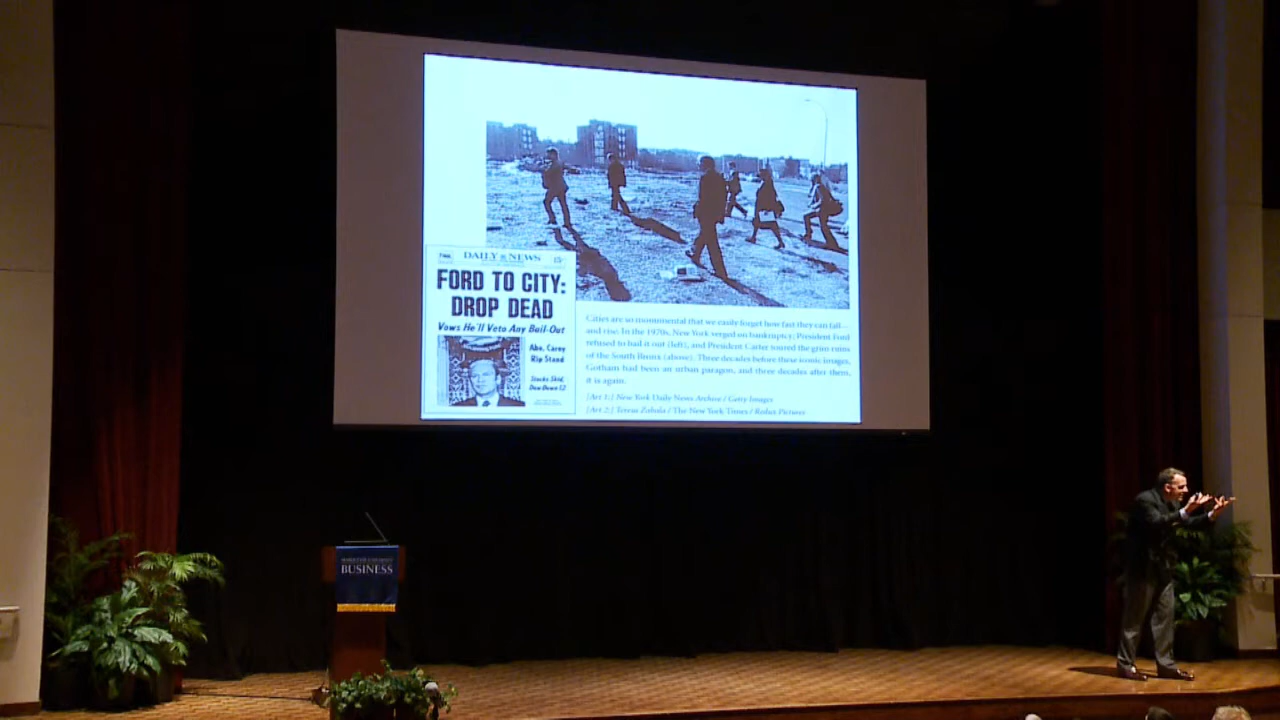 DAILY NEWS
15¢
FORD TO CITY:
DROP DEAD
Vows He'll Veto Any Bail-Out
Abe, Carey
Rip Stand
Stocks Skid,
Dow Down 12
Cities are so monumental that we easily forget how fast they can fall—
and rise. In the 1970s, New York verged on bankruptcy; President Ford
refused to bail it out (left), and President Carter toured the grim ruins
of the South Bronx (above). Three decades before these iconic images,
Gotham had been an urban paragon, and three decades after them,
it is again.
[Art 1:] New York Daily News Archive / Getty Images
[Art 2:] Teresa Zabala / The New York Times / Redux Pictures
BUSINESS